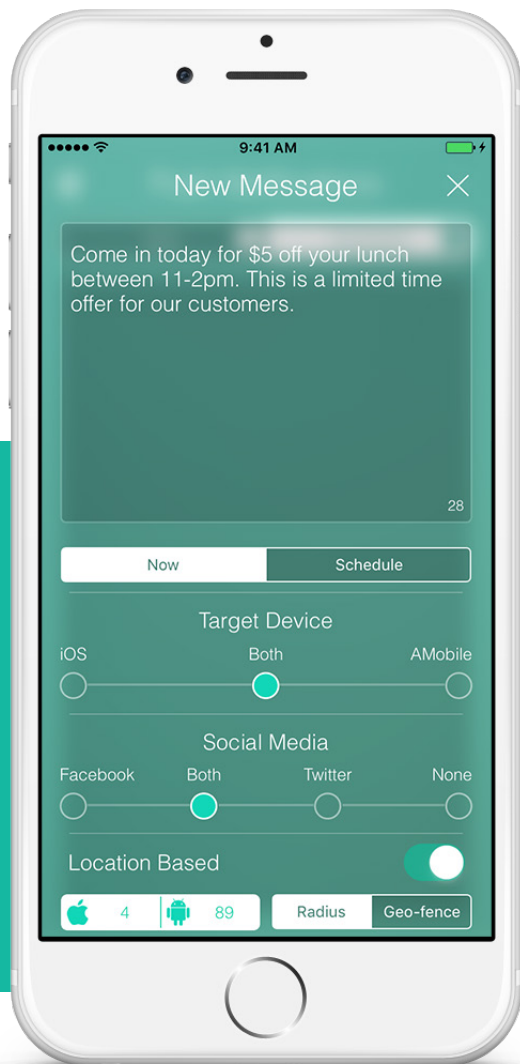 9:41 AM
New Message
Come in today for $5 off your lunch
between 11-2pm. This is a limited time
offer for our customers.
28
Now Schedule
Target Device
iOS Both AMobile
Social Media
Facebook Both Twitter None
Location Based
4 89 Radius Geo-fence